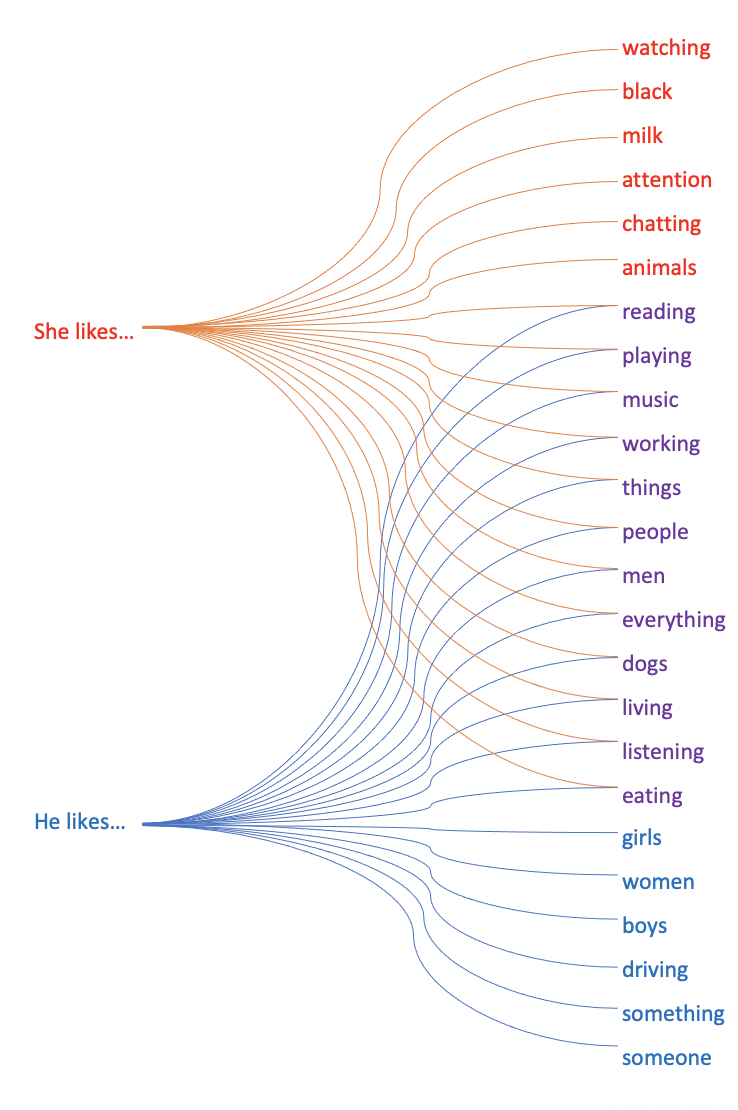 watching
black
milk
attention
chatting
animals
reading
She likes...
playing
music
working
things
people
men
everything
dogs
living
listening
eating
He likes...
girls
women
boys
driving
something
someone